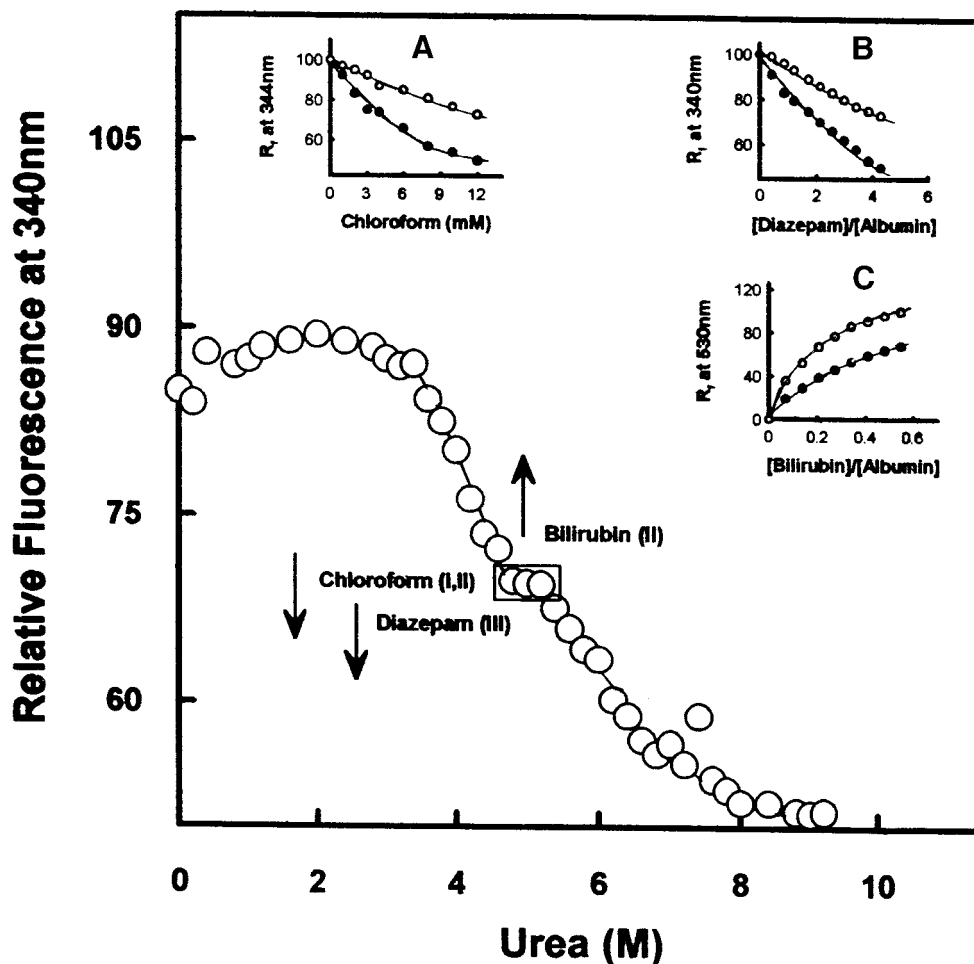 A
R, at 344nm
100
80
60
0 3 6 9 12
Chloroform (mM)
B
R, at 340nm
100
80
60
0 2 4 6
[Diazepam]/[Albumin]
C
R, at 530nm
120
80
40
0
0 0.2 0.4 0.6
[Bilirubin]/[Albumin]
Relative Fluorescence at 340nm
105
90
75
60
Bilirubin (II)
Chloroform (I,II)
Diazepam (III)
0 2 4 6 8 10
Urea (M)